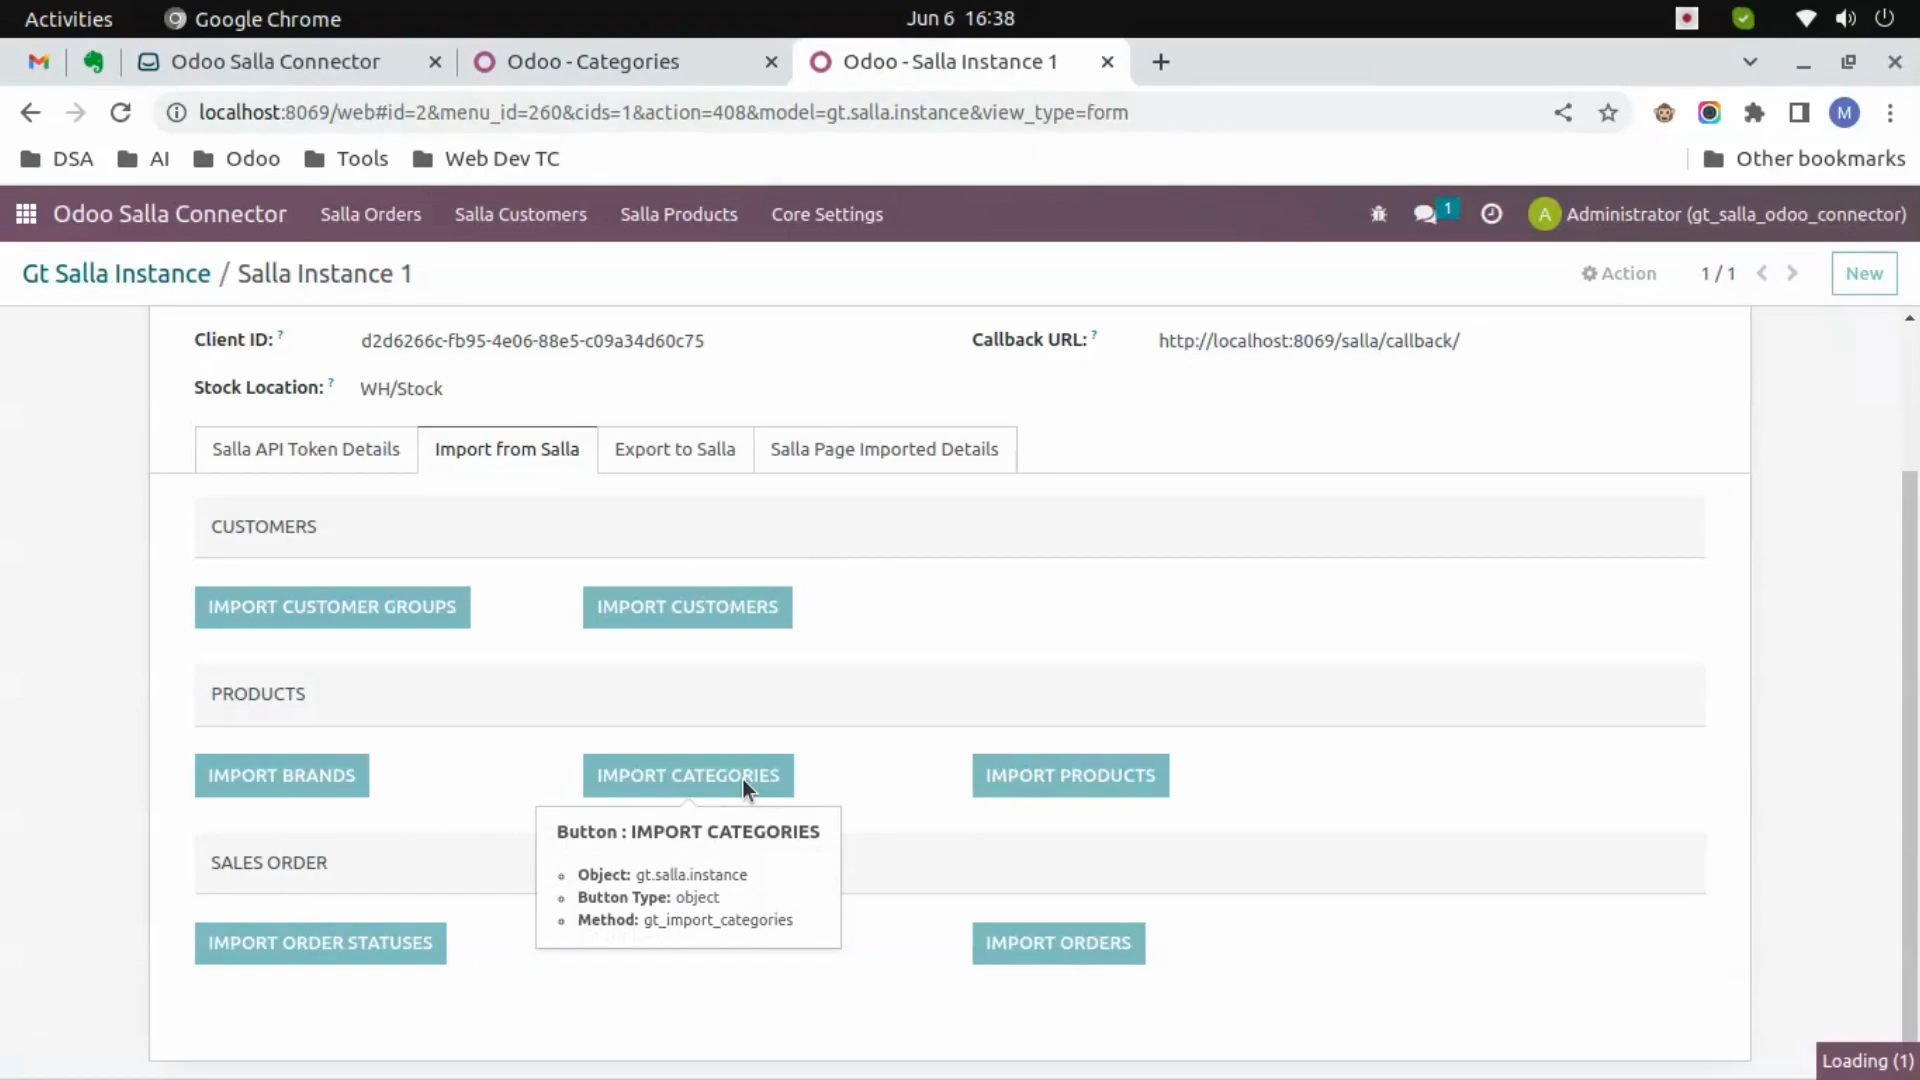 Activities
Google Chrome
Jun 6 16:38
Odoo Salla Connector
Odoo - Categories
Odoo - Salla Instance 1
localhost:8069/web#id=2&menu_id=260&cids=1&action=408&model=gt.salla.instance&view_type=form
M
DSA
AI
Odoo
Tools
Web Dev TC
Other bookmarks
Odoo Salla Connector
Salla Orders
Salla Customers
Salla Products
Core Settings
1
A
Administrator (gt_salla_odoo_connector)
Gt Salla Instance / Salla Instance 1
Action
1 / 1
New
Client ID: ?
d2d6266c-fb95-4e06-88e5-c09a34d60c75
Callback URL: ?
http://localhost:8069/salla/callback/
Stock Location: ?
WH/Stock
Salla API Token Details
Import from Salla
Export to Salla
Salla Page Imported Details
CUSTOMERS
IMPORT CUSTOMER GROUPS
IMPORT CUSTOMERS
PRODUCTS
IMPORT BRANDS
IMPORT CATEGORIES
IMPORT PRODUCTS
Button : IMPORT CATEGORIES
Object: gt.salla.instance
Button Type: object
Method: gt_import_categories
SALES ORDER
IMPORT ORDER STATUSES
IMPORT ORDERS
Loading (1)